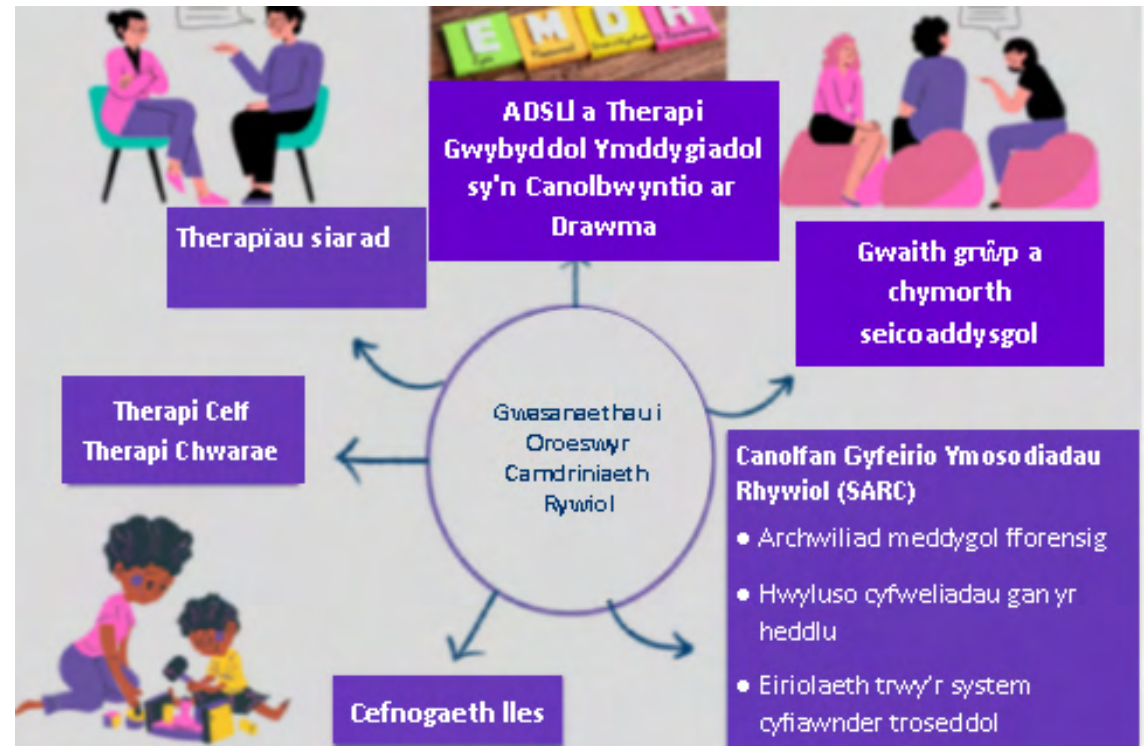 E M D R
ADSLl a Therapi
Gwybyddol Ymddygiadol
sy'n Canolbwyntio ar
Drawma
Therapïau siarad
Gwaith grŵp a
chymorth
seicoaddysgol
Therapi Celf
Therapi Chwarae
Gwasanaethau i
Oroeswyr
Camdriniaeth
Rywiol
Canolfan Gyfeirio Ymosodiadau
Rhywiol (SARC)
● Archwiliad meddygol fforensig
● Hwyluso cyfweliadau gan yr
heddlu
● Eiriolaeth trwy'r system
cyfiawnder troseddol
Cefnogaeth lles